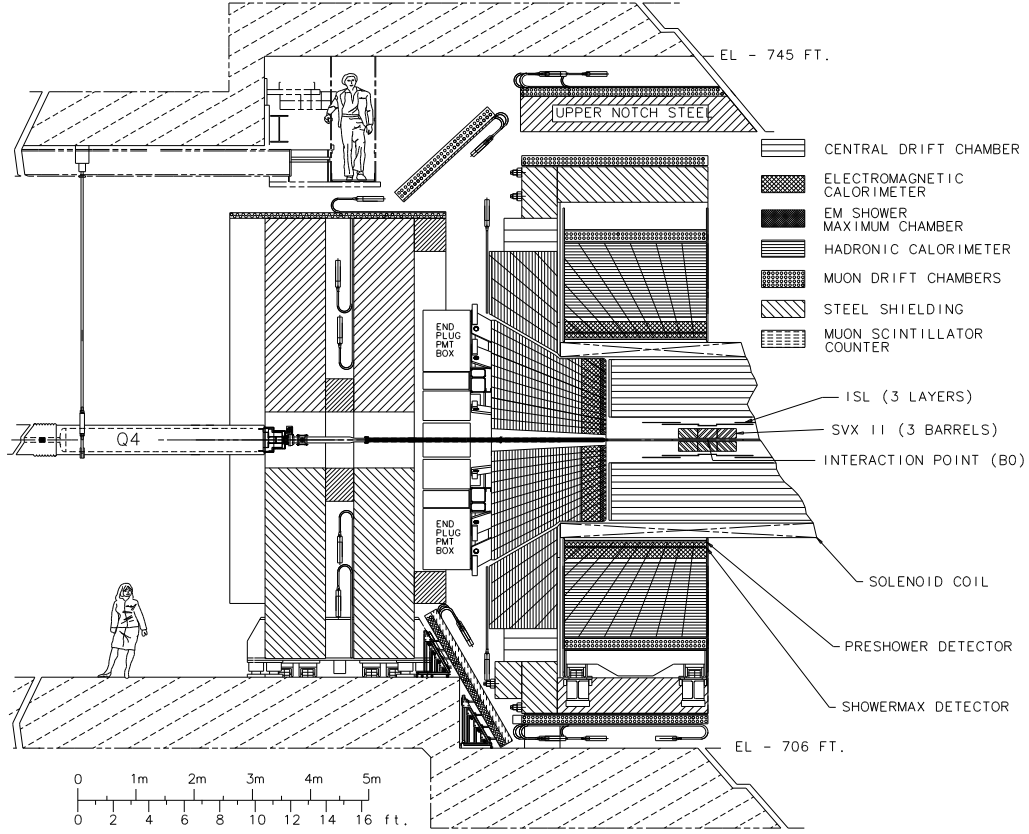 EL - 745 FT.
UPPER NOTCH STEEL
CENTRAL DRIFT CHAMBER
ELECTROMAGNETIC
CALORIMETER
EM SHOWER
MAXIMUM CHAMBER
HADRONIC CALORIMETER
MUON DRIFT CHAMBERS
STEEL SHIELDING
MUON SCINTILLATOR
COUNTER
END
PLUG
PMT
BOX
ISL (3 LAYERS)
Q4
SVX II (3 BARRELS)
INTERACTION POINT (B0)
END
PLUG
PMT
BOX
SOLENOID COIL
PRESHOWER DETECTOR
SHOWERMAX DETECTOR
EL - 706 FT.
0 1m 2m 3m 4m 5m
0 2 4 6 8 10 12 14 16 ft.